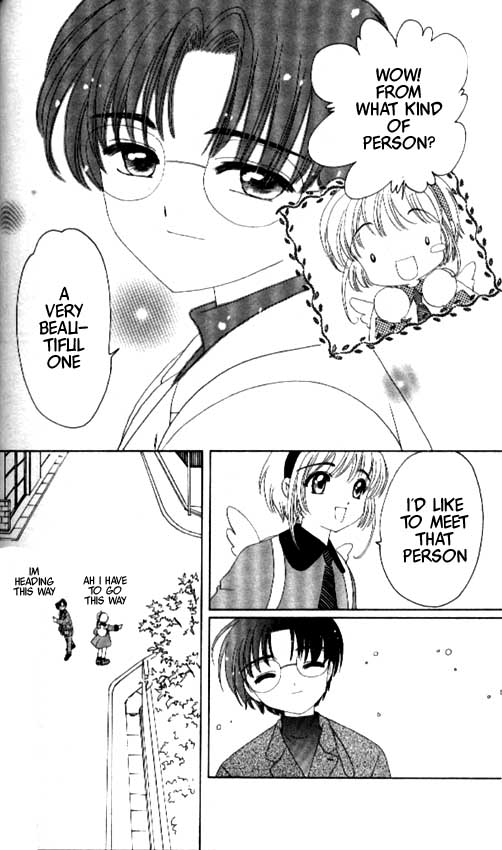 WOW!
FROM
WHAT KIND
OF
PERSON?
A
VERY
BEAU-
TIFUL
ONE
I'D LIKE
TO MEET
THAT
PERSON
IM
HEADING
THIS WAY
AH I HAVE
TO GO
THIS WAY